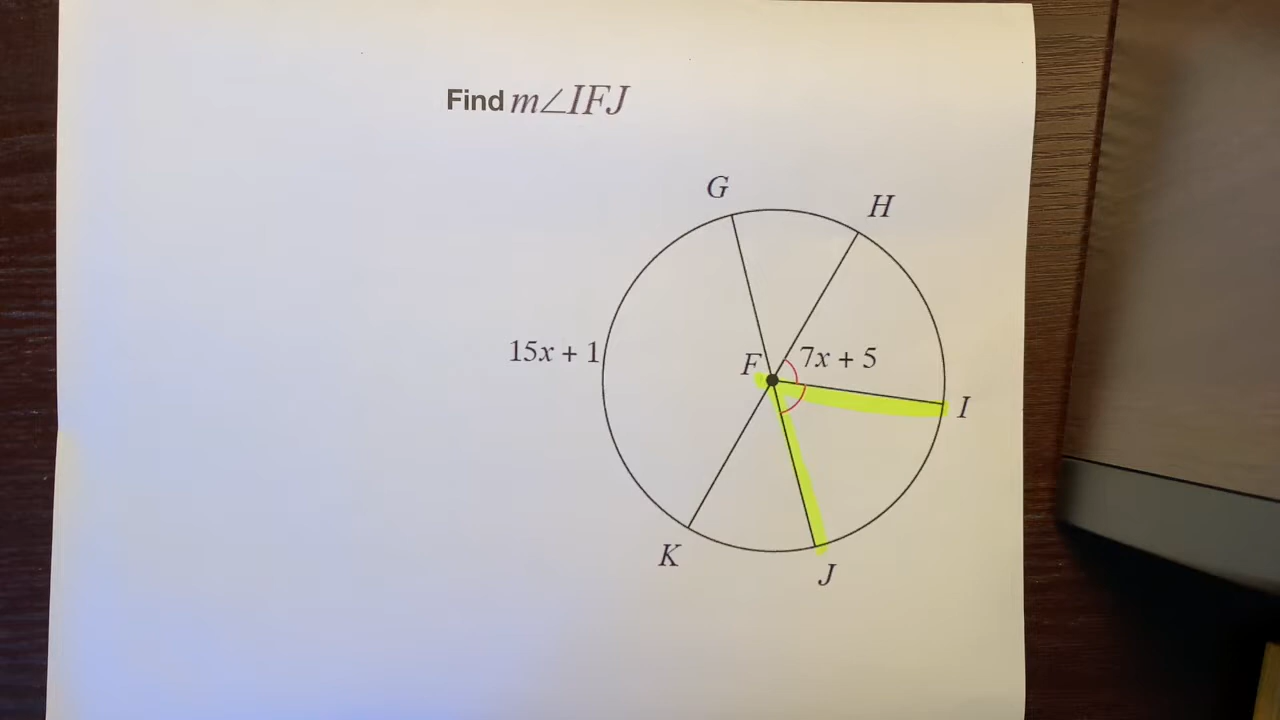 Find m∠IFJ
G
H
15x + 1
F
7x + 5
I
K
J